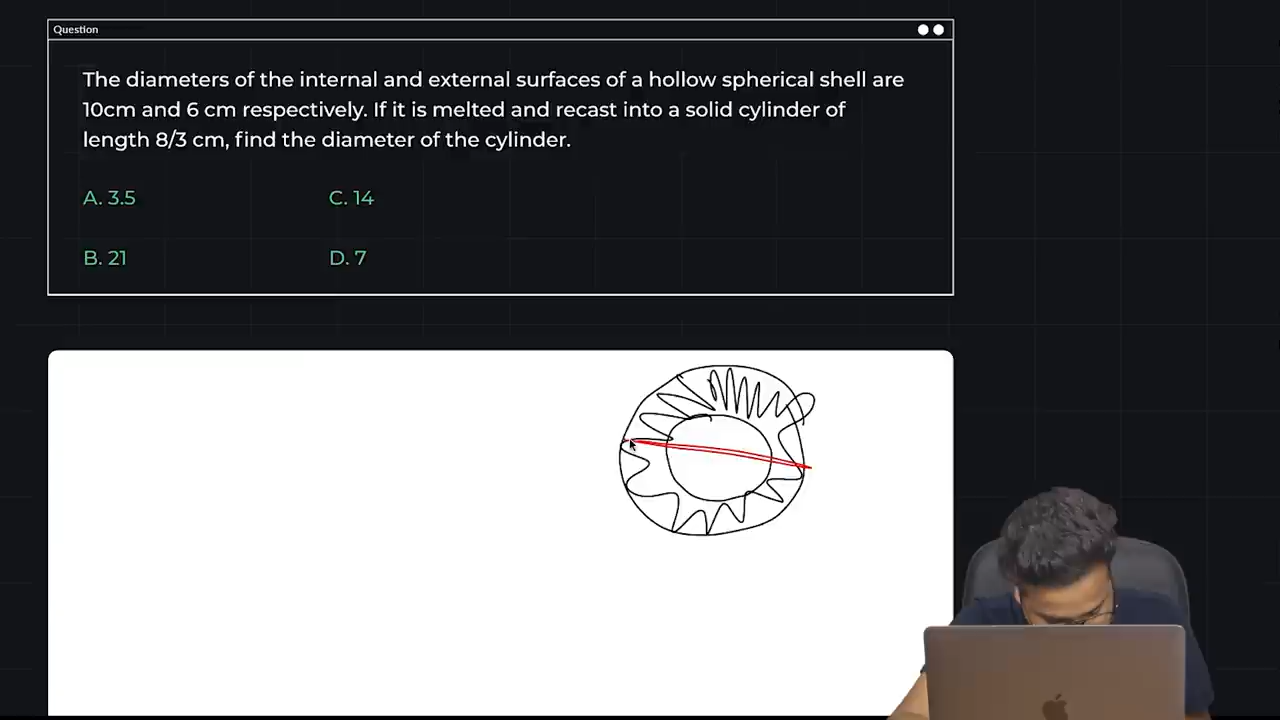 Question
The diameters of the internal and external surfaces of a hollow spherical shell are
10cm and 6 cm respectively. If it is melted and recast into a solid cylinder of
length 8/3 cm, find the diameter of the cylinder.
A. 3.5
C. 14
B. 21
D. 7